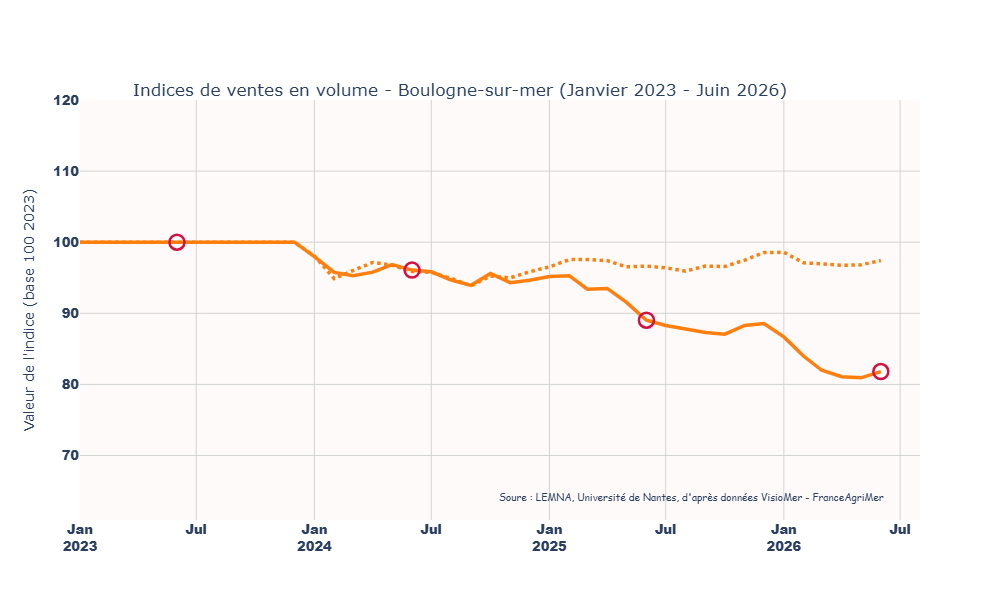 Indices de ventes en volume - Boulogne-sur-mer (Janvier 2023 - Juin 2026)
Valeur de l'indice (base 100 2023)
120
110
100
90
80
70
Soure : LEMNA, Université de Nantes, d'après données VisioMer - FranceAgriMer
Jan Jul Jan Jul Jan Jul Jan Jul
2023 2024 2025 2026